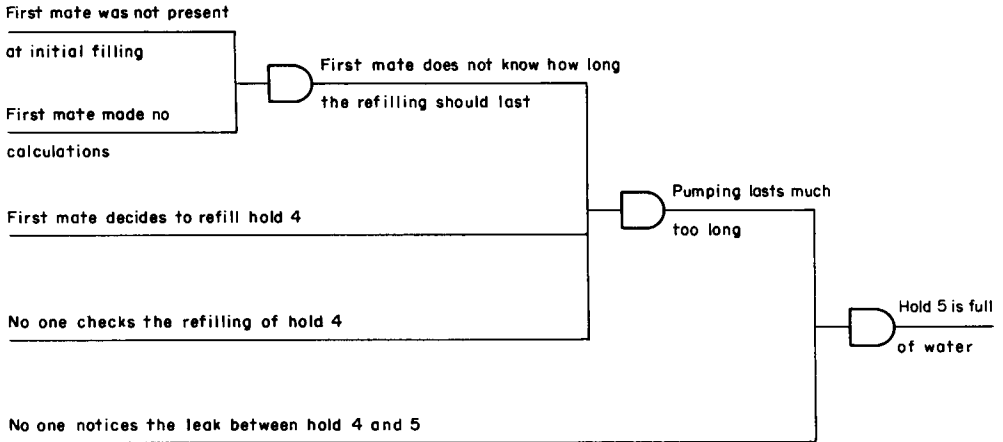 First mate was not present
at initial filling
First mate does not know how long
the refilling should last
First mate made no
calculations
Pumping lasts much
too long
First mate decides to refill hold 4
Hold 5 is full
of water
No one checks the refilling of hold 4
No one notices the leak between hold 4 and 5